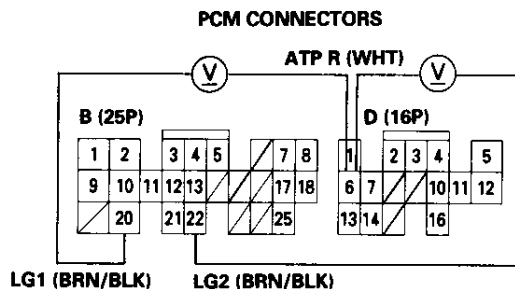 PCM CONNECTORS
ATP R (WHT)
V V
B (25P) D (16P)
1 2 3 4 5 7 8 1 2 3 4 5
9 10 11 12 13 17 18 6 7 10 11 12
20 21 22 25 13 14 16
LG1 (BRN/BLK) LG2 (BRN/BLK)